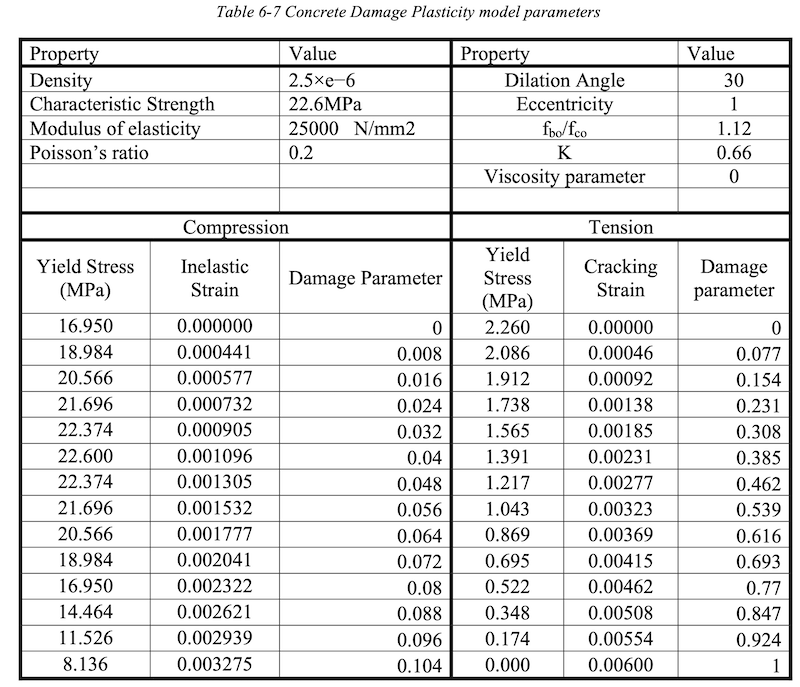 Table 6-7 Concrete Damage Plasticity model parameters
Property Value Property Value
Density 2.5×e−6 Dilation Angle 30
Characteristic Strength 22.6MPa Eccentricity 1
Modulus of elasticity 25000 N/mm2 fbo/fco 1.12
Poisson’s ratio 0.2 K 0.66
Viscosity parameter 0
Compression Tension
Yield Stress (MPa) Inelastic Strain Damage Parameter Yield Stress (MPa) Cracking Strain Damage parameter
16.950 0.000000 0 2.260 0.00000 0
18.984 0.000441 0.008 2.086 0.00046 0.077
20.566 0.000577 0.016 1.912 0.00092 0.154
21.696 0.000732 0.024 1.738 0.00138 0.231
22.374 0.000905 0.032 1.565 0.00185 0.308
22.600 0.001096 0.04 1.391 0.00231 0.385
22.374 0.001305 0.048 1.217 0.00277 0.462
21.696 0.001532 0.056 1.043 0.00323 0.539
20.566 0.001777 0.064 0.869 0.00369 0.616
18.984 0.002041 0.072 0.695 0.00415 0.693
16.950 0.002322 0.08 0.522 0.00462 0.77
14.464 0.002621 0.088 0.348 0.00508 0.847
11.526 0.002939 0.096 0.174 0.00554 0.924
8.136 0.003275 0.104 0.000 0.00600 1